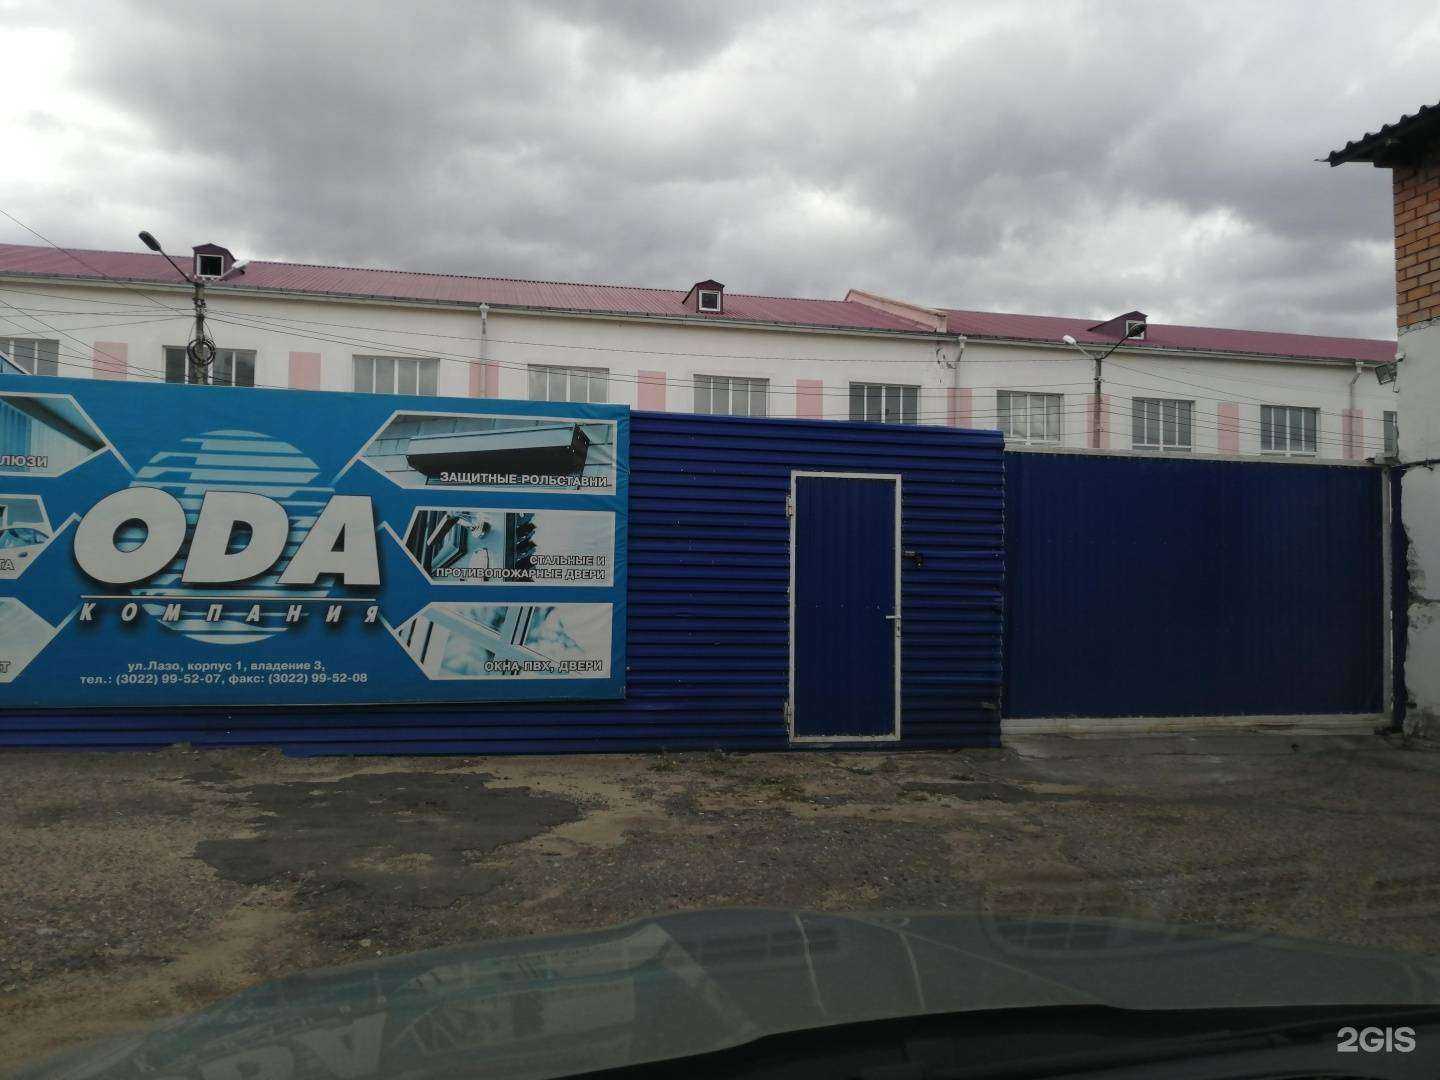 ODA
КОМПАНИЯ
ул.Лазо, корпус 1, владение 3,
тел.: (3022) 99-52-07, факс: (3022) 99-52-08
ЗАЩИТНЫЕ РОЛЬСТАВНИ
СТАЛЬНЫЕ И
ПРОТИВОПОЖАРНЫЕ ДВЕРИ
ОКНА ПВХ, ДВЕРИ
2GIS